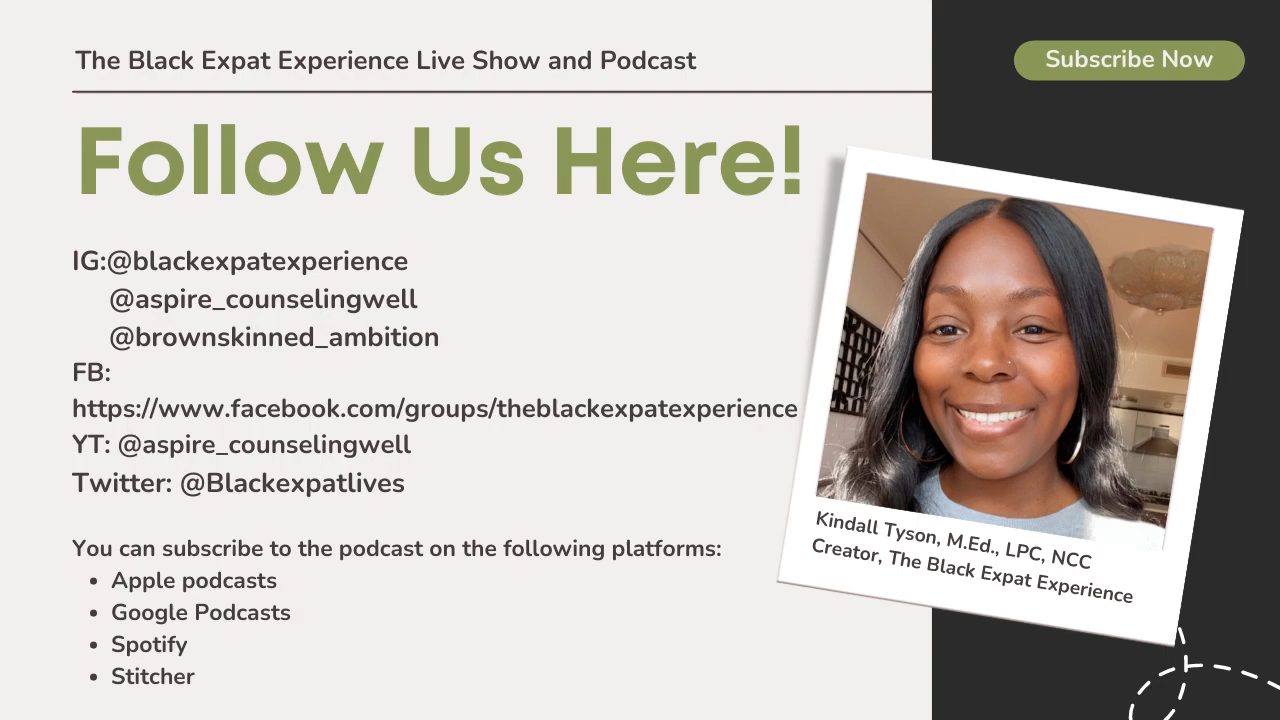 The Black Expat Experience Live Show and Podcast
Subscribe Now
Follow Us Here!
IG:@blackexpatexperience
@aspire_counselingwell
@brownskinned_ambition
FB:
https://www.facebook.com/groups/theblackexpatexperience
YT: @aspire_counselingwell
Twitter: @Blackexpatlives
You can subscribe to the podcast on the following platforms:
• Apple podcasts
• Google Podcasts
• Spotify
• Stitcher
Kindall Tyson, M.Ed., LPC, NCC
Creator, The Black Expat Experience